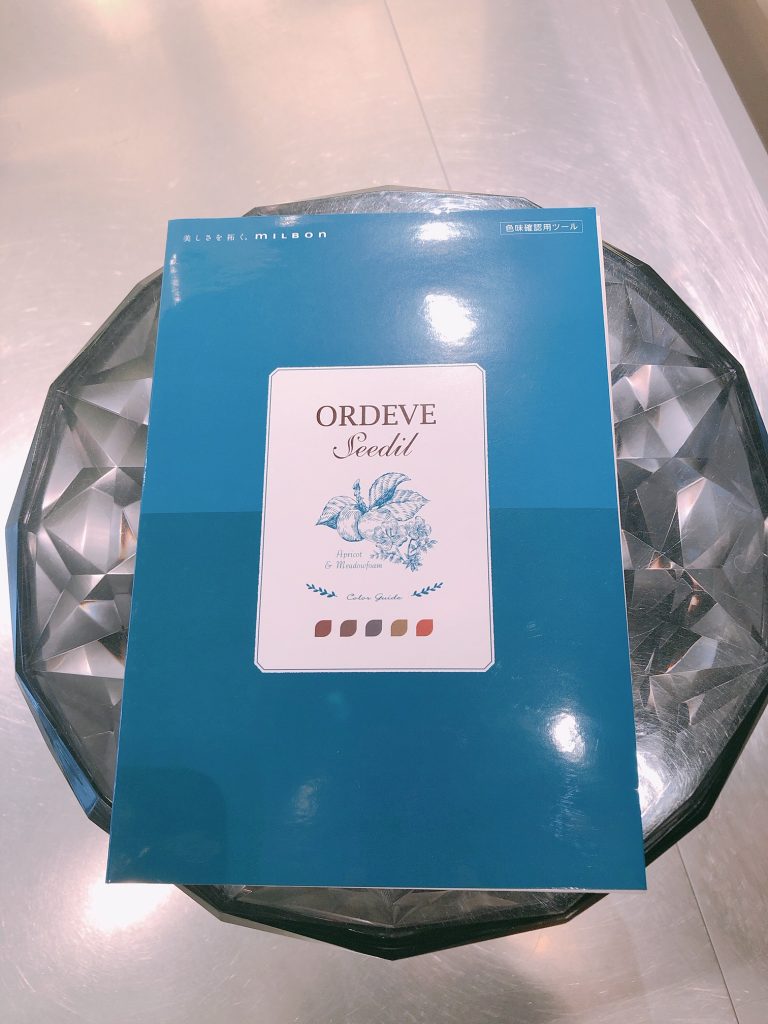 美しさを拓く。MILBON
色味確認用ツール
ORDEVE
Seedil
Apricot
& Meadowfoam
Color Guide